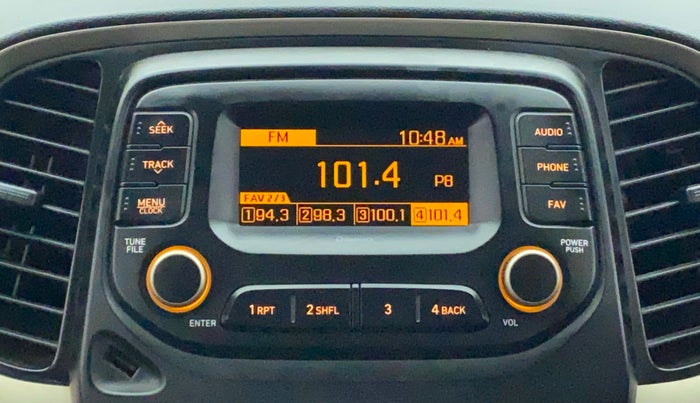 SEEK
TRACK
MENU
CLOCK
FM 10:48 AM
101.4 P8
FAV 2/3
1 94.3 2 98.3 3 100.1 4 101.4
AUDIO
PHONE
FAV
TUNE
FILE
ENTER
1 RPT 2 SHFL 3 4 BACK
POWER
PUSH
VOL